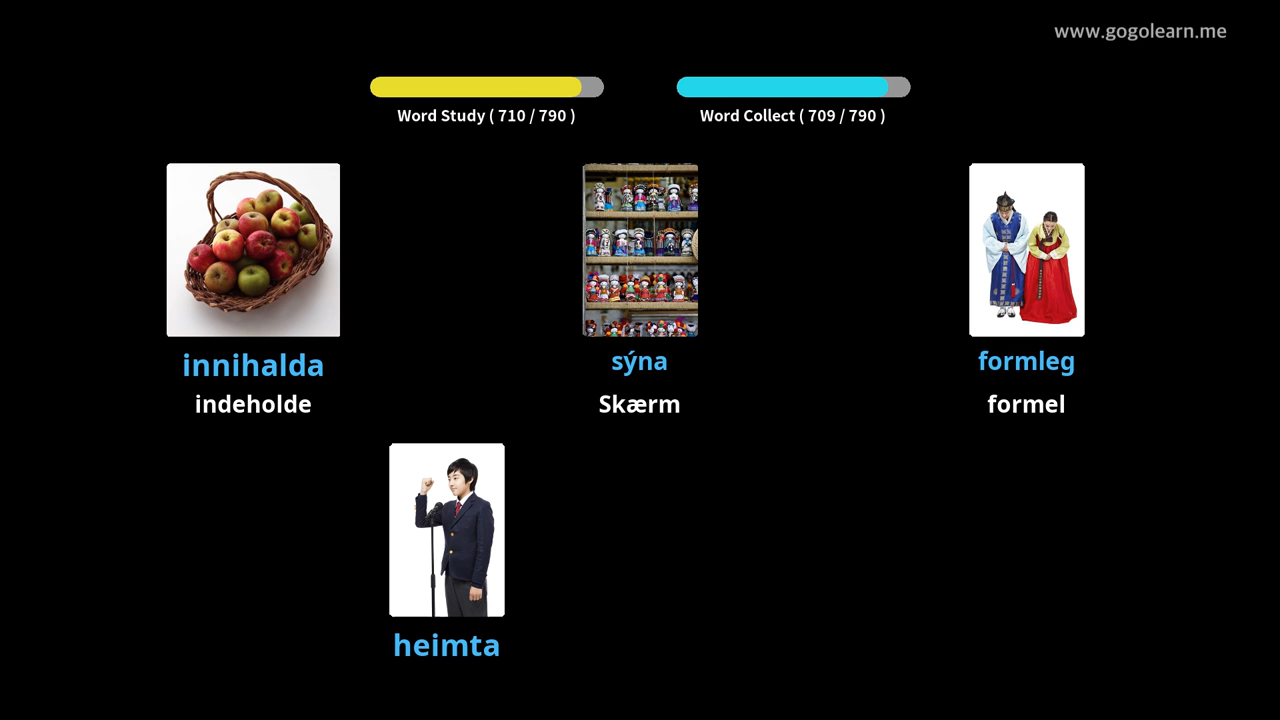 www.gogolearn.me
Word Study ( 710 / 790 )
Word Collect ( 709 / 790 )
innihalda
indeholde
sýna
Skærm
formleg
formel
heimta